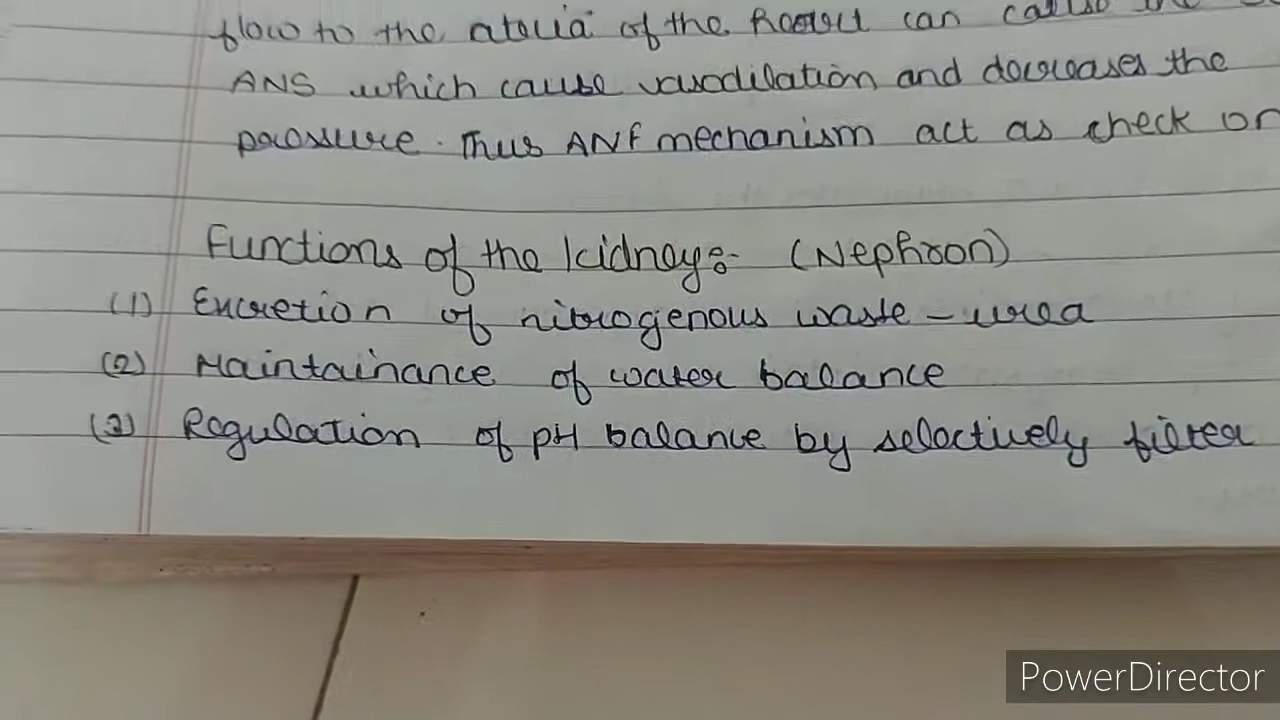 flow to the atria of the heart can cause the
ANS which cause vasodilation and decreases the
pressure. Thus ANF mechanism act as check on
Functions of the kidney:- (Nephron)
(1) Excretion of nitrogenous waste - urea
(2) Maintainance of water balance
(3) Regulation of pH balance by selectively filter
PowerDirector